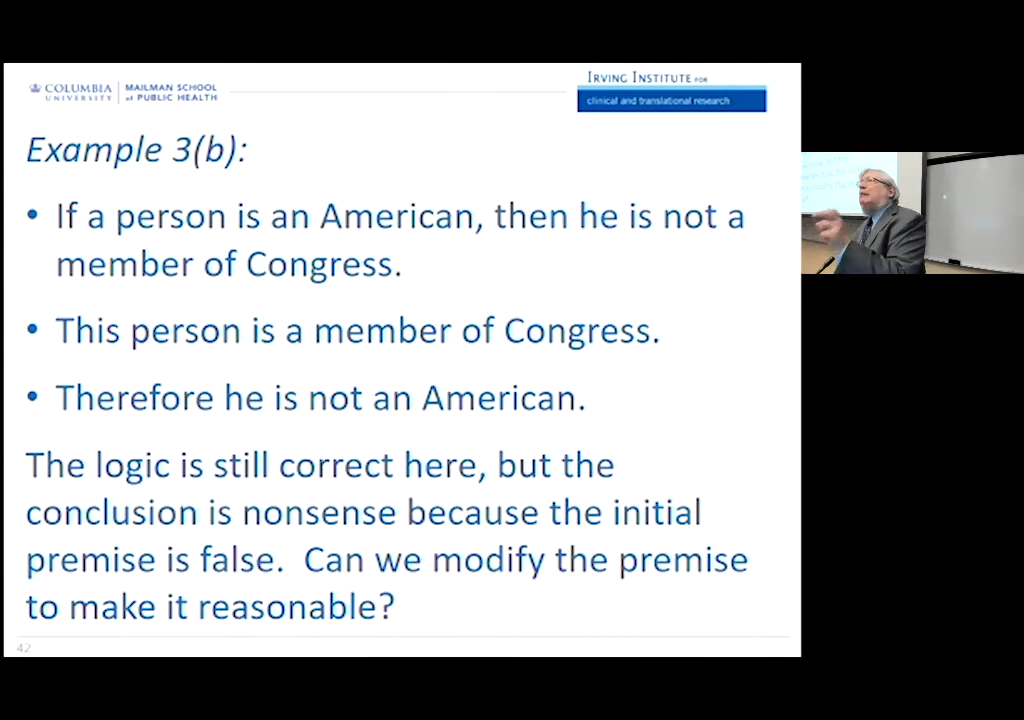 COLUMBIA
UNIVERSITY
MAILMAN SCHOOL
of PUBLIC HEALTH
IRVING INSTITUTE FOR
clinical and translational research
Example 3(b):
• If a person is an American, then he is not a
member of Congress.
• This person is a member of Congress.
• Therefore he is not an American.
The logic is still correct here, but the
conclusion is nonsense because the initial
premise is false. Can we modify the premise
to make it reasonable?
42